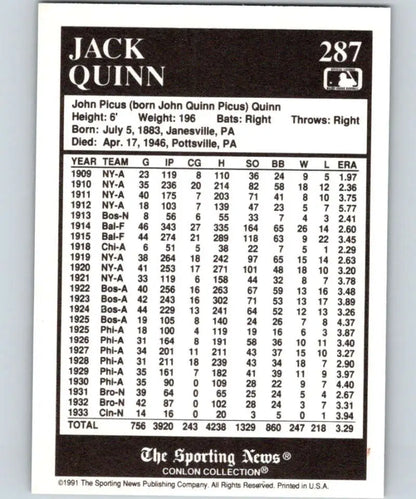 JACK
QUINN
287
John Picus (born John Quinn Picus) Quinn
Height: 6' Weight: 196 Bats: Right Throws: Right
Born: July 5, 1883, Janesville, PA
Died: Apr. 17, 1946, Pottsville, PA
YEAR TEAM G IP CG H SO BB W L ERA
1909 NY-A 23 119 8 110 36 24 9 5 1.97
1910 NY-A 35 236 20 214 82 58 18 12 2.36
1911 NY-A 40 175 7 203 71 41 8 10 3.75
1912 NY-A 18 103 7 139 47 23 5 7 5.77
1913 Bos-N 8 56 6 55 33 7 4 3 2.41
1914 Bal-F 46 343 27 335 164 65 26 14 2.60
1915 Bal-F 44 274 21 289 118 63 9 22 3.45
1918 Chi-A 6 51 5 38 22 7 5 1 2.29
1919 NY-A 38 264 18 242 97 65 15 14 2.63
1920 NY-A 41 253 17 271 101 48 18 10 3.20
1921 NY-A 33 119 6 158 44 32 8 7 3.78
1922 Bos-A 40 256 16 263 67 59 13 16 3.48
1923 Bos-A 42 243 16 302 71 53 13 17 3.89
1924 Bos-A 44 229 13 241 64 52 12 13 3.26
1925 Bos-A 19 105 8 140 24 26 7 8 4.37
1925 Phi-A 18 100 4 119 19 16 6 3 3.87
1926 Phi-A 31 164 8 191 58 36 10 11 3.40
1927 Phi-A 34 201 11 211 43 37 15 10 3.27
1928 Phi-A 31 211 18 239 43 34 18 7 2.90
1929 Phi-A 35 161 7 182 41 39 11 9 3.97
1930 Phi-A 35 90 0 109 28 22 9 7 4.40
1931 Bro-N 39 64 0 65 25 24 5 4 2.67
1932 Bro-N 42 87 0 102 28 24 3 7 3.31
1933 Cin-N 14 16 0 20 3 5 0 1 3.94
TOTAL 756 3920 243 4238 1329 860 247 218 3.29
The Sporting News®
CONLON COLLECTION®
©1991 The Sporting News Publishing Company. All Rights Reserved. Printed in U.S.A.